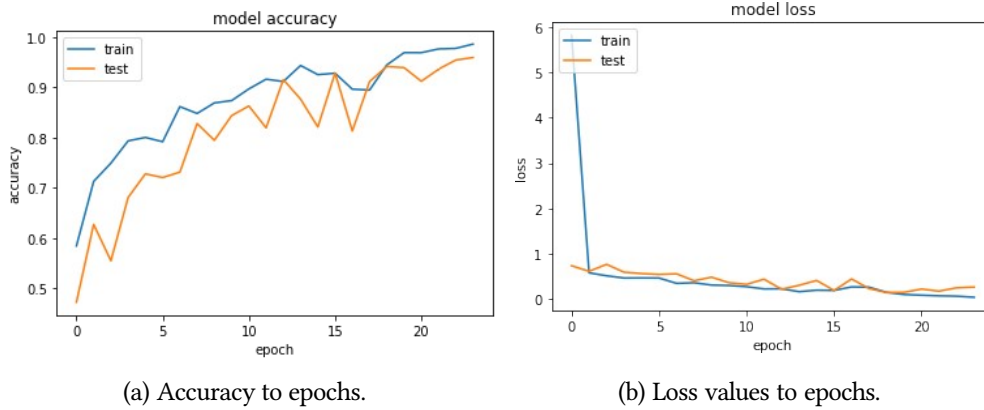 model accuracy
1.0
0.9
0.8
0.7
0.6
0.5
accuracy
train
test
0
5
10
15
20
epoch
(a) Accuracy to epochs.
model loss
6
5
4
3
2
1
0
loss
train
test
0
5
10
15
20
epoch
(b) Loss values to epochs.